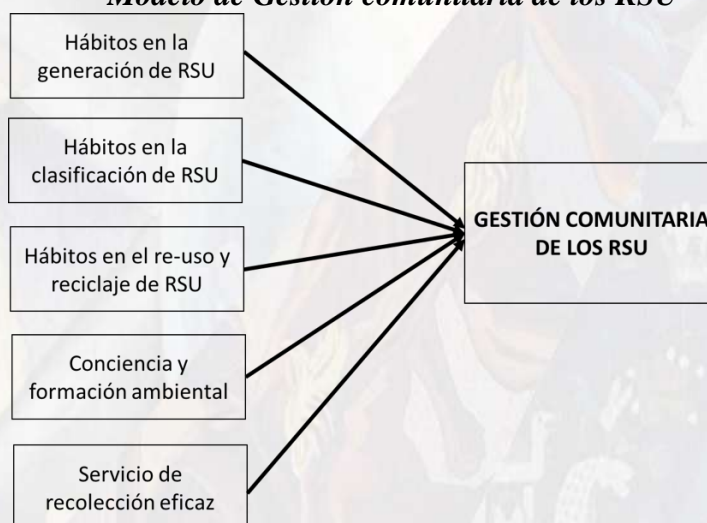 Modelo de Gestión comunitaria de los RSU
Hábitos en la
generación de RSU
Hábitos en la
clasificación de RSU
Hábitos en el re-uso y
reciclaje de RSU
Conciencia y
formación ambiental
Servicio de
recolección eficaz
GESTIÓN COMUNITARIA
DE LOS RSU